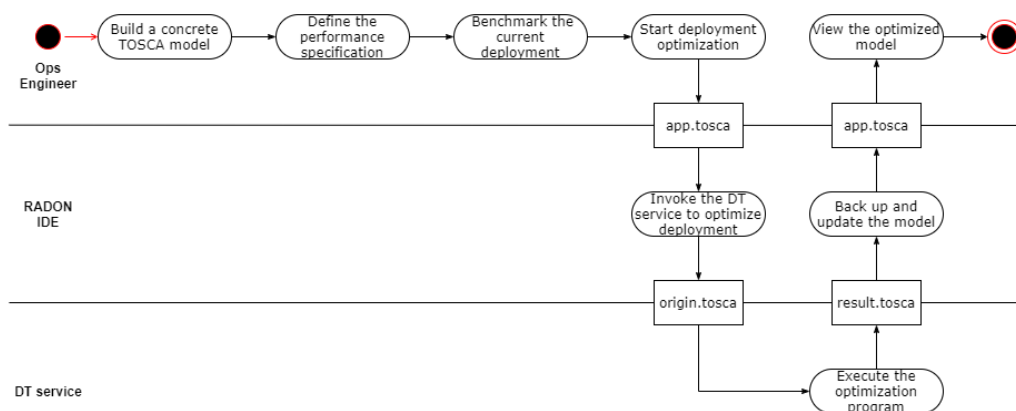 Build a concrete
TOSCA model
Define the
performance
specification
Benchmark the
current
deployment
Start deployment
optimization
View the optimized
model
Ops
Engineer
app.tosca
app.tosca
RADON
IDE
Invoke the DT
service to optimize
deployment
Back up and
update the model
origin.tosca
result.tosca
DT service
Execute the
optimization
program